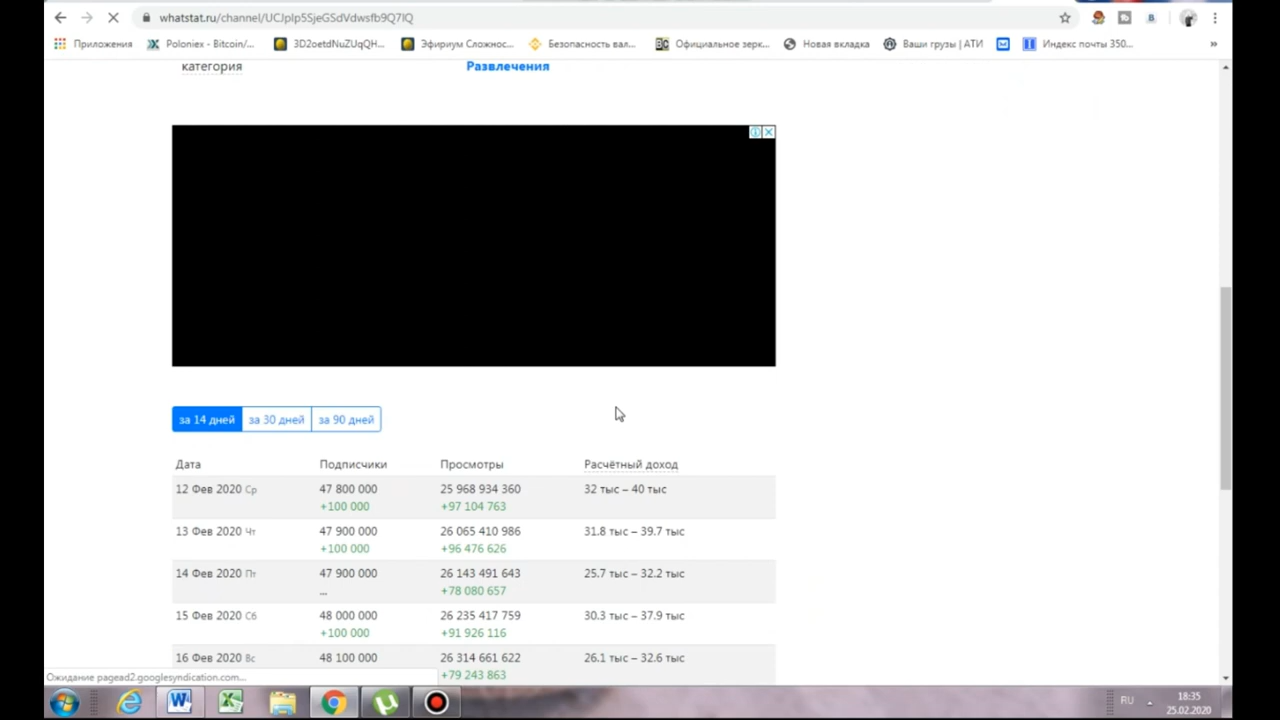 whatstat.ru/channel/UCJplp5SjeGSdVdwsfb9Q7lQ
Приложения
Poloniex - Bitcoin/...
3D2oetdNuZUqQH...
Эфириум Сложнос...
Безопасность вал...
Официальное зерк...
Новая вкладка
Ваши грузы | АТИ
Индекс почты 350...
категория Развлечения
за 14 дней за 30 дней за 90 дней
Дата Подписчики Просмотры Расчётный доход
12 Фев 2020 Ср 47 800 000 25 968 934 360 32 тыс – 40 тыс
+100 000 +97 104 763
13 Фев 2020 Чт 47 900 000 26 065 410 986 31.8 тыс – 39.7 тыс
+100 000 +96 476 626
14 Фев 2020 Пт 47 900 000 26 143 491 643 25.7 тыс – 32.2 тыс
... +78 080 657
15 Фев 2020 Сб 48 000 000 26 235 417 759 30.3 тыс – 37.9 тыс
+100 000 +91 926 116
16 Фев 2020 Вс 48 100 000 26 314 661 622 26.1 тыс – 32.6 тыс
+79 243 863
Ожидание pagead2.googlesyndication.com...
RU
18:35
25.02.2020